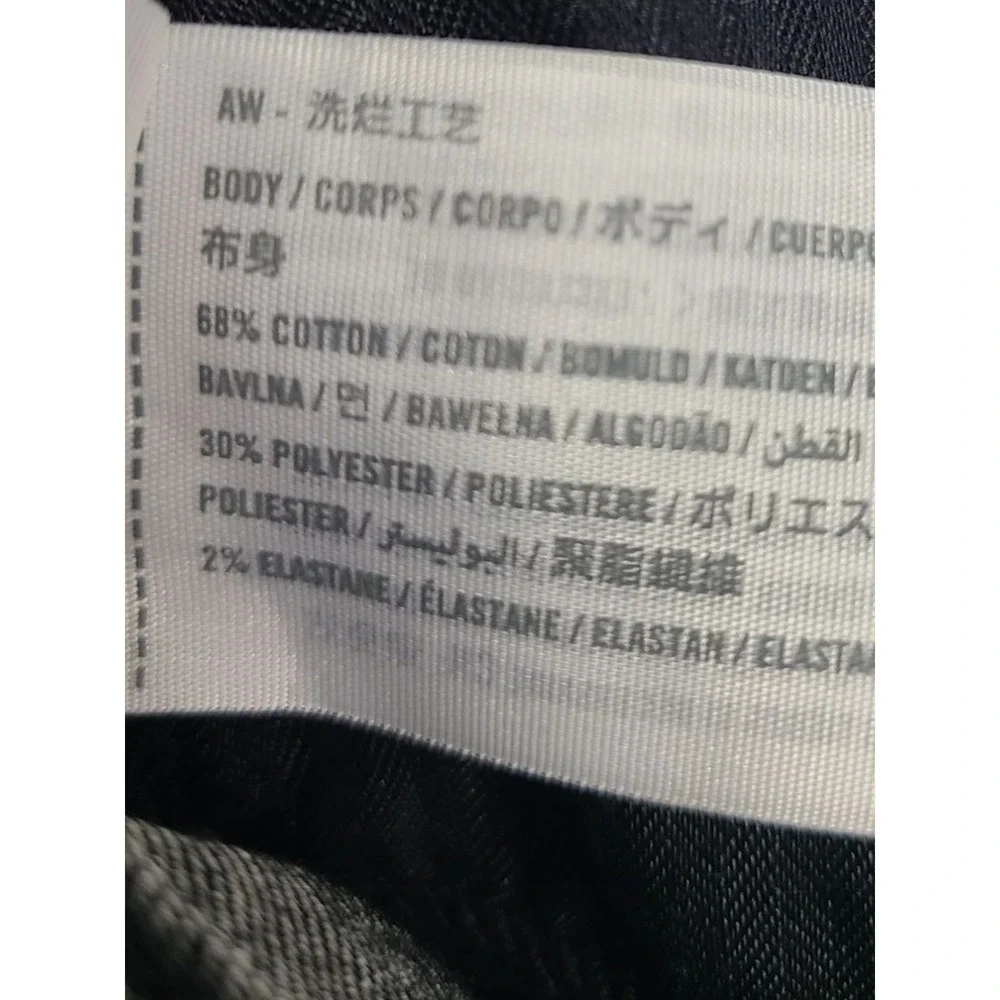 AW - 洗烂工艺
BODY / CORPS / CORPO / ボディ / CUERPO
布身
68% COTTON / COTON / BOMULD / KATOEN /
BAVLNA / 면 / BAWEŁNA / ALGODÃO / القطن
30% POLYESTER / POLIESTERE / ポリエス
POLIESTER / البوليستر / 聚脂纖維
2% ELASTANE / ÉLASTANE / ELASTAN / ELASTA